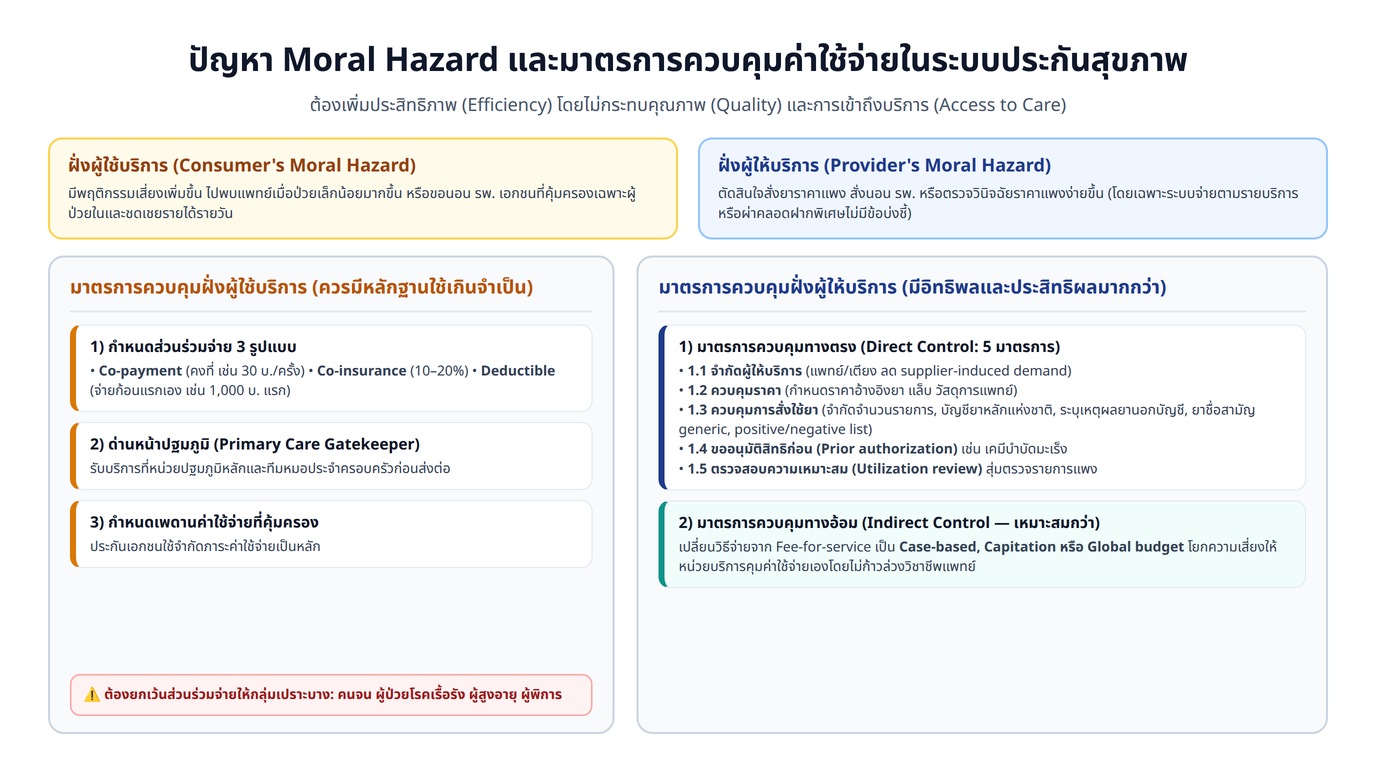 ปัญหา Moral Hazard และมาตรการควบคุมค่าใช้จ่ายในระบบประกันสุขภาพ
ต้องเพิ่มประสิทธิภาพ (Efficiency) โดยไม่กระทบคุณภาพ (Quality) และการเข้าถึงบริการ (Access to Care)
ฝั่งผู้ใช้บริการ (Consumer's Moral Hazard)
มีพฤติกรรมเสี่ยงเพิ่มขึ้น ไปพบแพทย์เมื่อป่วยเล็กน้อยมากขึ้น หรือขอนอน รพ. เอกชนที่คุ้มครองเฉพาะผู้
ป่วยในและชดเชยรายได้รายวัน
ฝั่งผู้ให้บริการ (Provider's Moral Hazard)
ตัดสินใจสั่งยาราคาแพง สั่งนอน รพ. หรือตรวจวินิจฉัยราคาแพงง่ายขึ้น (โดยเฉพาะระบบจ่ายตามรายบริการ
หรือผ่าคลอดฝากพิเศษไม่มีข้อบ่งชี้)
มาตรการควบคุมฝั่งผู้ใช้บริการ (ควรมีหลักฐานใช้เกินจำเป็น)
1) กำหนดส่วนร่วมจ่าย 3 รูปแบบ
• Co-payment (คงที่ เช่น 30 บ./ครั้ง) • Co-insurance (10–20%) • Deductible
(จ่ายก้อนแรกเอง เช่น 1,000 บ. แรก)
2) ด่านหน้าปฐมภูมิ (Primary Care Gatekeeper)
รับบริการที่หน่วยปฐมภูมิหลักและทีมหมอประจำครอบครัวก่อนส่งต่อ
3) กำหนดเพดานค่าใช้จ่ายที่คุ้มครอง
ประกันเอกชนใช้จำกัดภาระค่าใช้จ่ายเป็นหลัก
⚠️ ต้องยกเว้นส่วนร่วมจ่ายให้กลุ่มเปราะบาง: คนจน ผู้ป่วยโรคเรื้อรัง ผู้สูงอายุ ผู้พิการ
มาตรการควบคุมฝั่งผู้ให้บริการ (มีอิทธิพลและประสิทธิผลมากกว่า)
1) มาตรการควบคุมทางตรง (Direct Control: 5 มาตรการ)
• 1.1 จำกัดผู้ให้บริการ (แพทย์/เตียง ลด supplier-induced demand)
• 1.2 ควบคุมราคา (กำหนดราคาอ้างอิงยา แล็บ วัสดุการแพทย์)
• 1.3 ควบคุมการสั่งใช้ยา (จำกัดจำนวนรายการ, บัญชียาหลักแห่งชาติ, ระบุเหตุผลยานอกบัญชี, ยาชื่อสามัญ
generic, positive/negative list)
• 1.4 ขออนุมัติสิทธิก่อน (Prior authorization) เช่น เคมีบำบัดมะเร็ง
• 1.5 ตรวจสอบความเหมาะสม (Utilization review) สุ่มตรวจรายการแพง
2) มาตรการควบคุมทางอ้อม (Indirect Control — เหมาะสมกว่า)
เปลี่ยนวิธีจ่ายจาก Fee-for-service เป็น Case-based, Capitation หรือ Global budget โยกความเสี่ยงให้
หน่วยบริการคุมค่าใช้จ่ายเองโดยไม่ก้าวล่วงวิชาชีพแพทย์